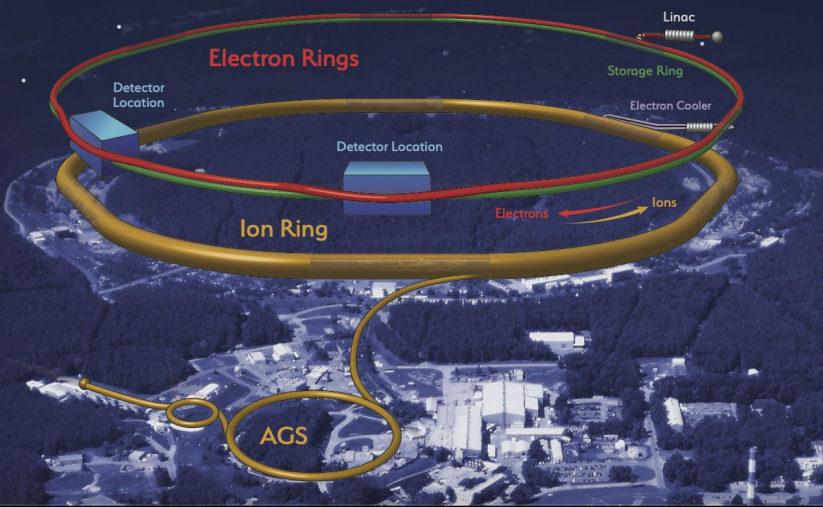 Linac
Electron Rings
Storage Ring
Detector
Location
Electron Cooler
Detector Location
Ions
Electrons
Ion Ring
AGS